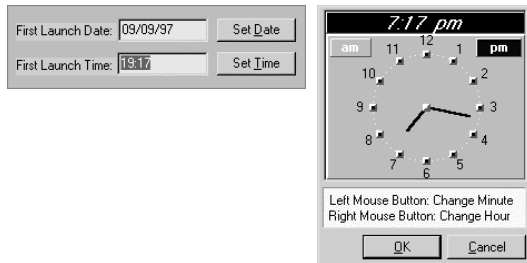 First Launch Date: 09/09/97 Set Date
First Launch Time: 19:17 Set Time
7:17 pm
am pm
12
11 1
10 2
9 3
8 4
7 5
6
Left Mouse Button: Change Minute
Right Mouse Button: Change Hour
OK Cancel